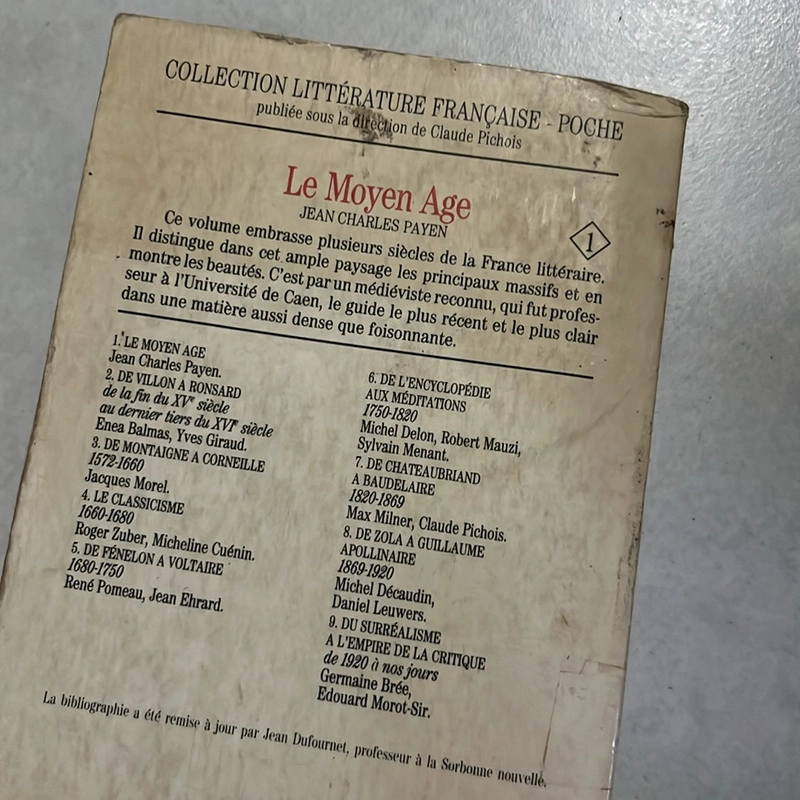 COLLECTION LITTÉRATURE FRANÇAISE - POCHE
publiée sous la direction de Claude Pichois
Le Moyen Age
JEAN CHARLES PAYEN
1
Ce volume embrasse plusieurs siècles de la France littéraire.
Il distingue dans cet ample paysage les principaux massifs et en
montre les beautés. C'est par un médiéviste reconnu, qui fut profes-
seur à l'Université de Caen, le guide le plus récent et le plus clair
dans une matière aussi dense que foisonnante.
1. LE MOYEN AGE
Jean Charles Payen.
2. DE VILLON A RONSARD
de la fin du XVe siècle
au dernier tiers du XVIe siècle
Enea Balmas, Yves Giraud.
3. DE MONTAIGNE A CORNEILLE
1572-1660
Jacques Morel.
4. LE CLASSICISME
1660-1680
Roger Zuber, Micheline Cuénin.
5. DE FÉNELON A VOLTAIRE
1680-1750
René Pomeau, Jean Ehrard.
6. DE L'ENCYCLOPÉDIE
AUX MÉDITATIONS
1750-1820
Michel Delon, Robert Mauzi,
Sylvain Menant.
7. DE CHATEAUBRIAND
A BAUDELAIRE
1820-1869
Max Milner, Claude Pichois.
8. DE ZOLA A GUILLAUME
APOLLINAIRE
1869-1920
Michel Décaudin,
Daniel Leuwers.
9. DU SURRÉALISME
A L'EMPIRE DE LA CRITIQUE
de 1920 à nos jours
Germaine Brée,
Edouard Morot-Sir.
La bibliographie a été remise à jour par Jean Dufournet, professeur à la Sorbonne nouvelle.